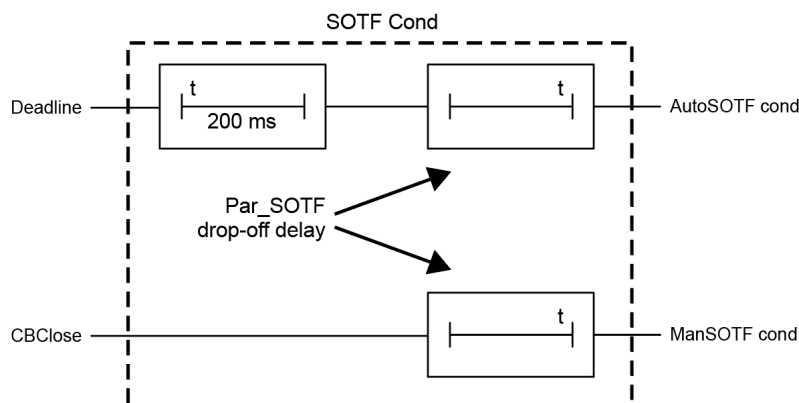 SOTF Cond
Deadline
t
200 ms
t
AutoSOTF cond
Par_SOTF
drop-off delay
CBClose
t
ManSOTF cond